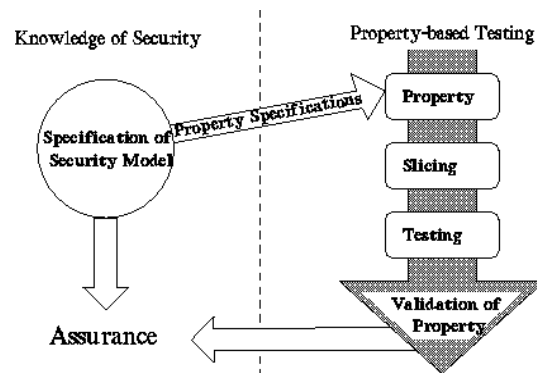 Knowledge of Security
Property-based Testing
Property Specifications
Property
Specification of
Security Model
Slicing
Testing
Validation of
Property
Assurance